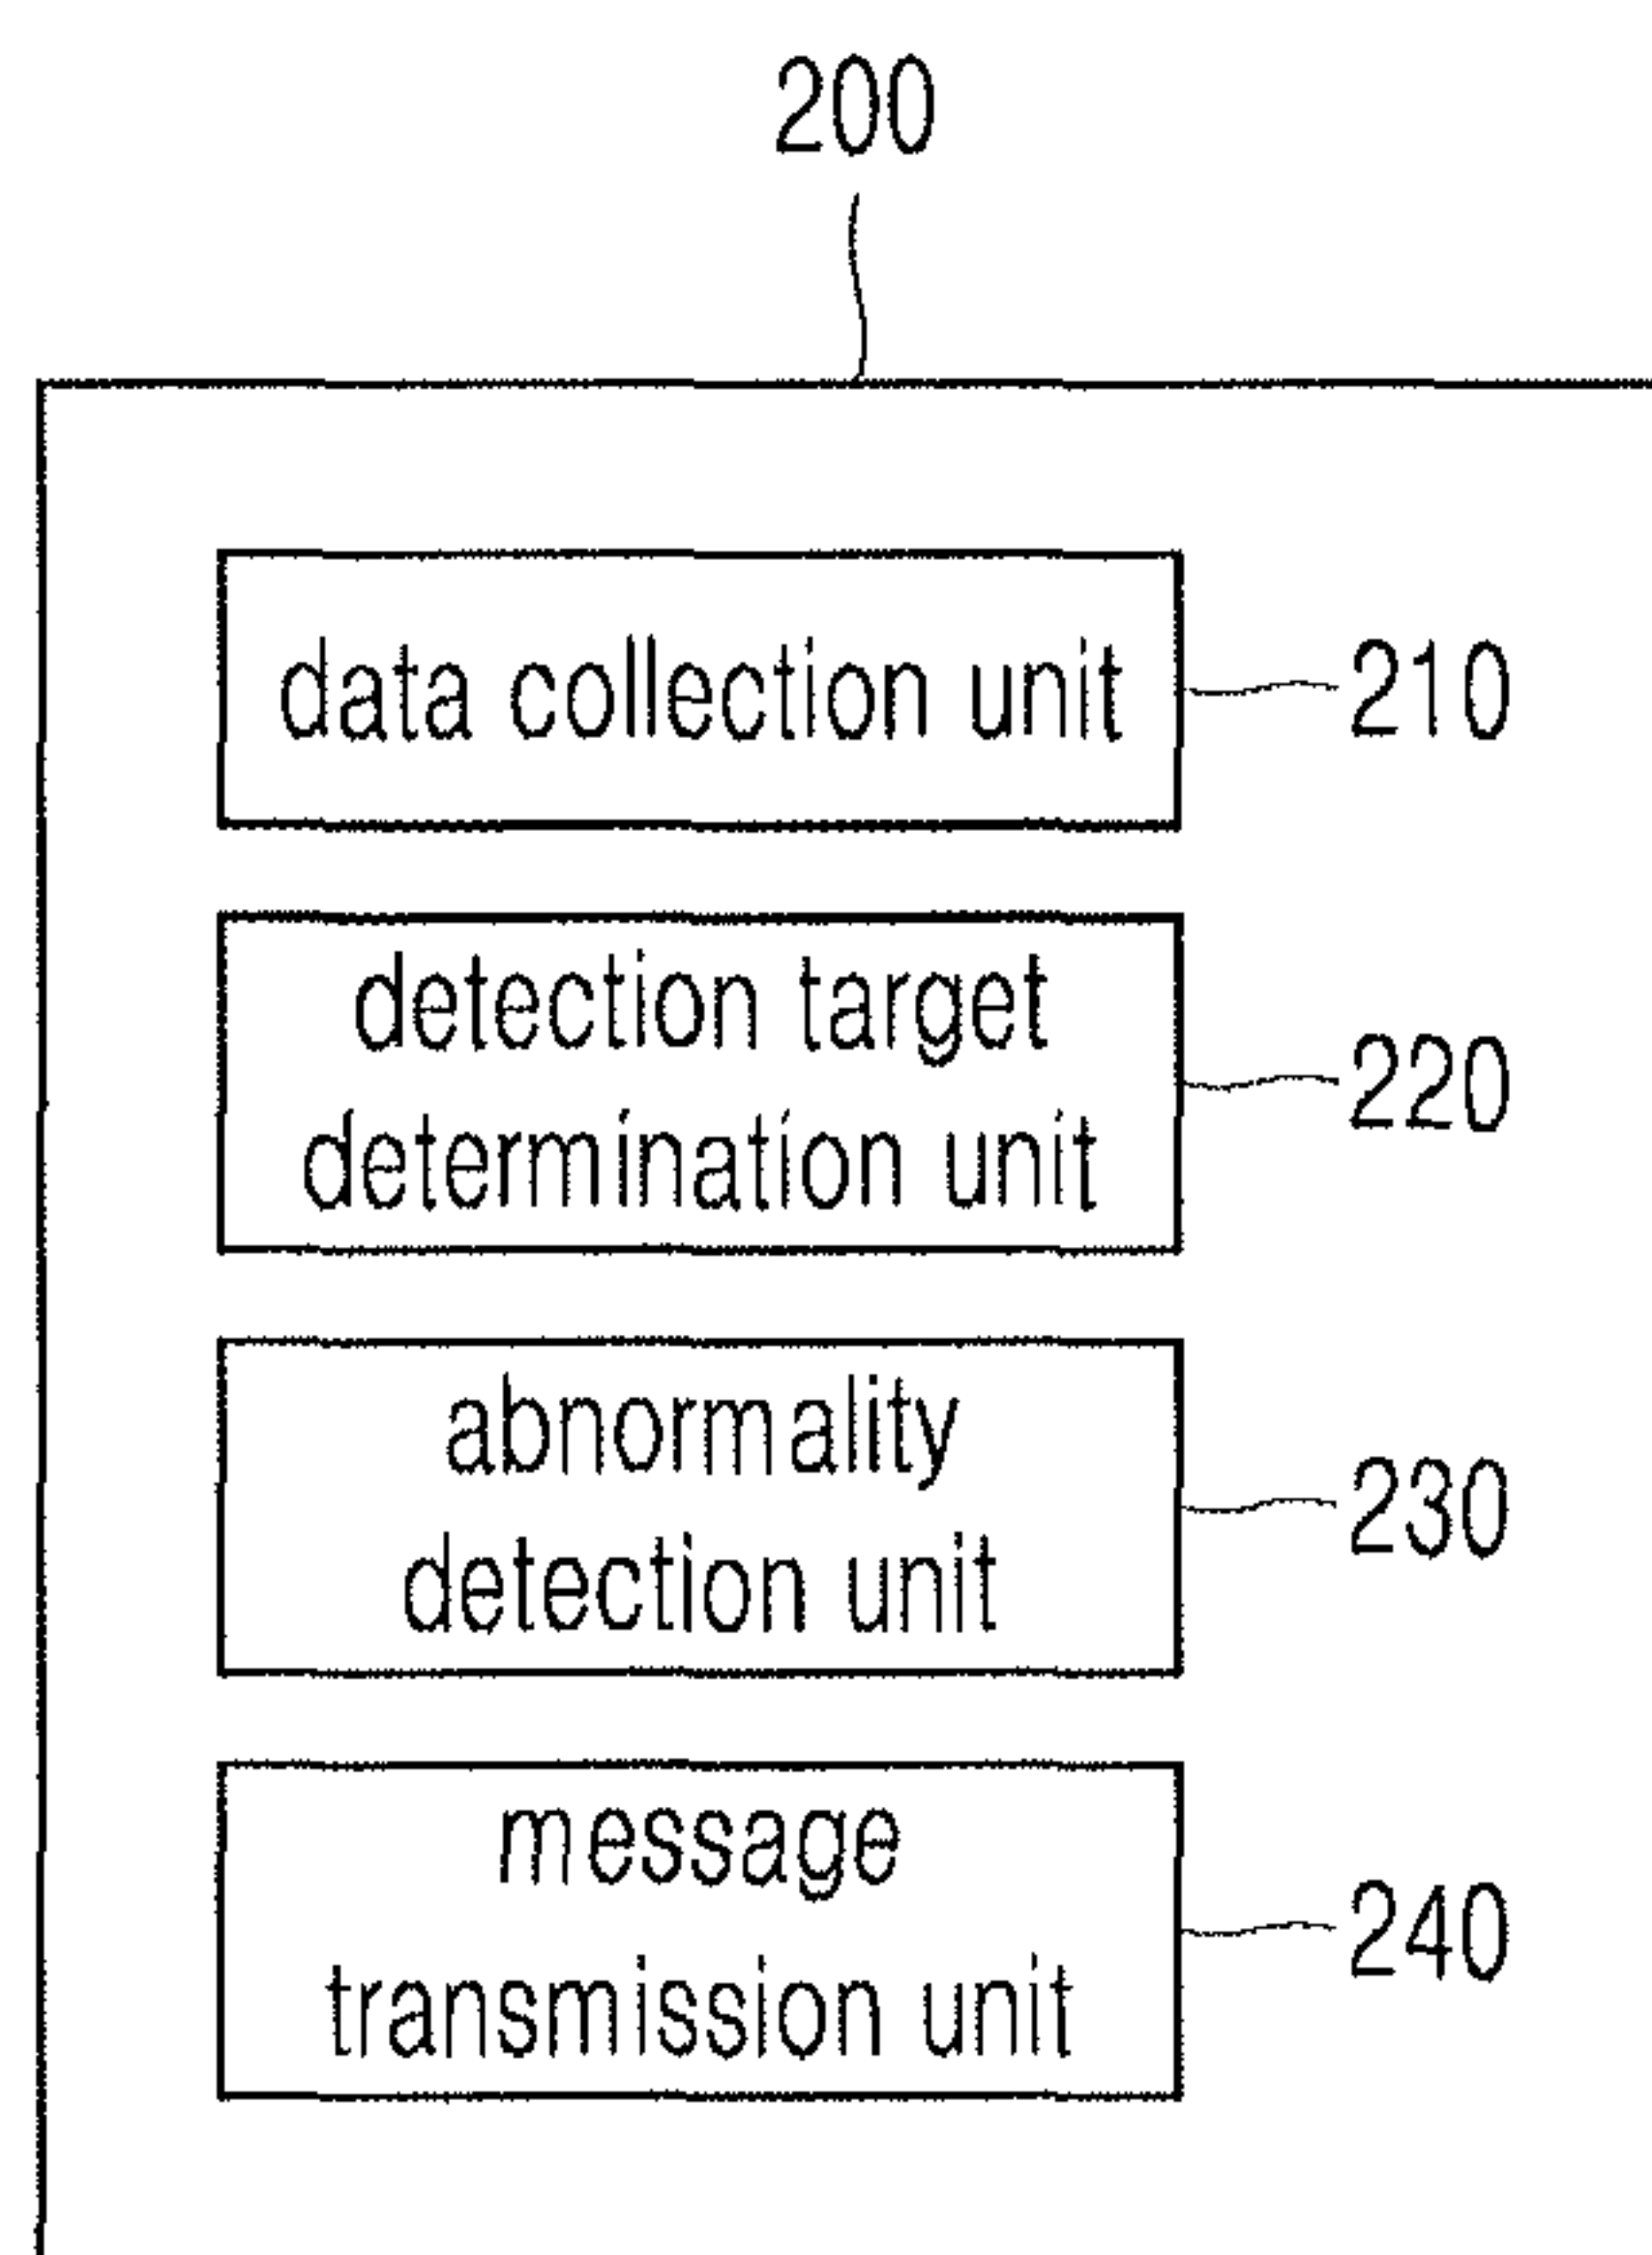 200
data collection unit
210
detection target
determination unit
220
abnormality
detection unit
230
message
transmission unit
240